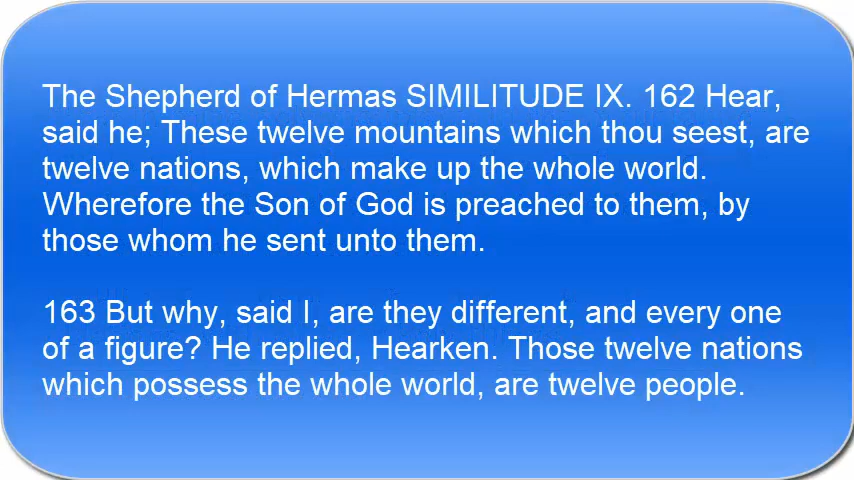 The Shepherd of Hermas SIMILITUDE IX. 162 Hear,
said he; These twelve mountains which thou seest, are
twelve nations, which make up the whole world.
Wherefore the Son of God is preached to them, by
those whom he sent unto them.
163 But why, said I, are they different, and every one
of a figure? He replied, Hearken. Those twelve nations
which possess the whole world, are twelve people.